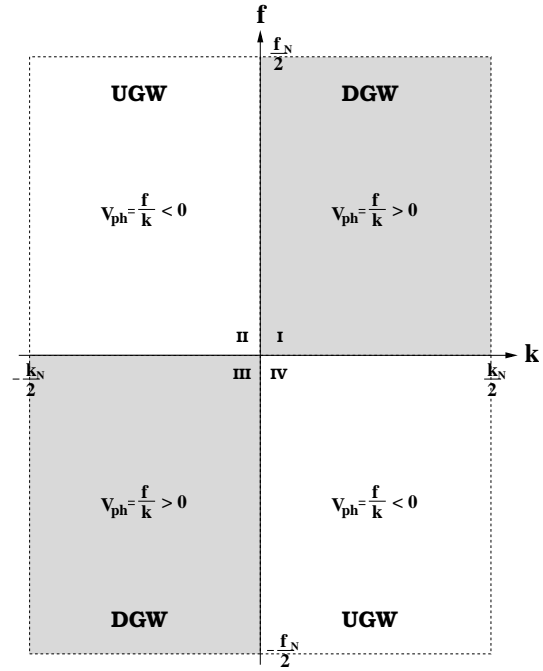 f
f_N/2
UGW DGW
V_ph = f/k < 0 V_ph = f/k > 0
II I
k
-k_N/2 III IV k_N/2
V_ph = f/k > 0 V_ph = f/k < 0
DGW UGW
-f_N/2